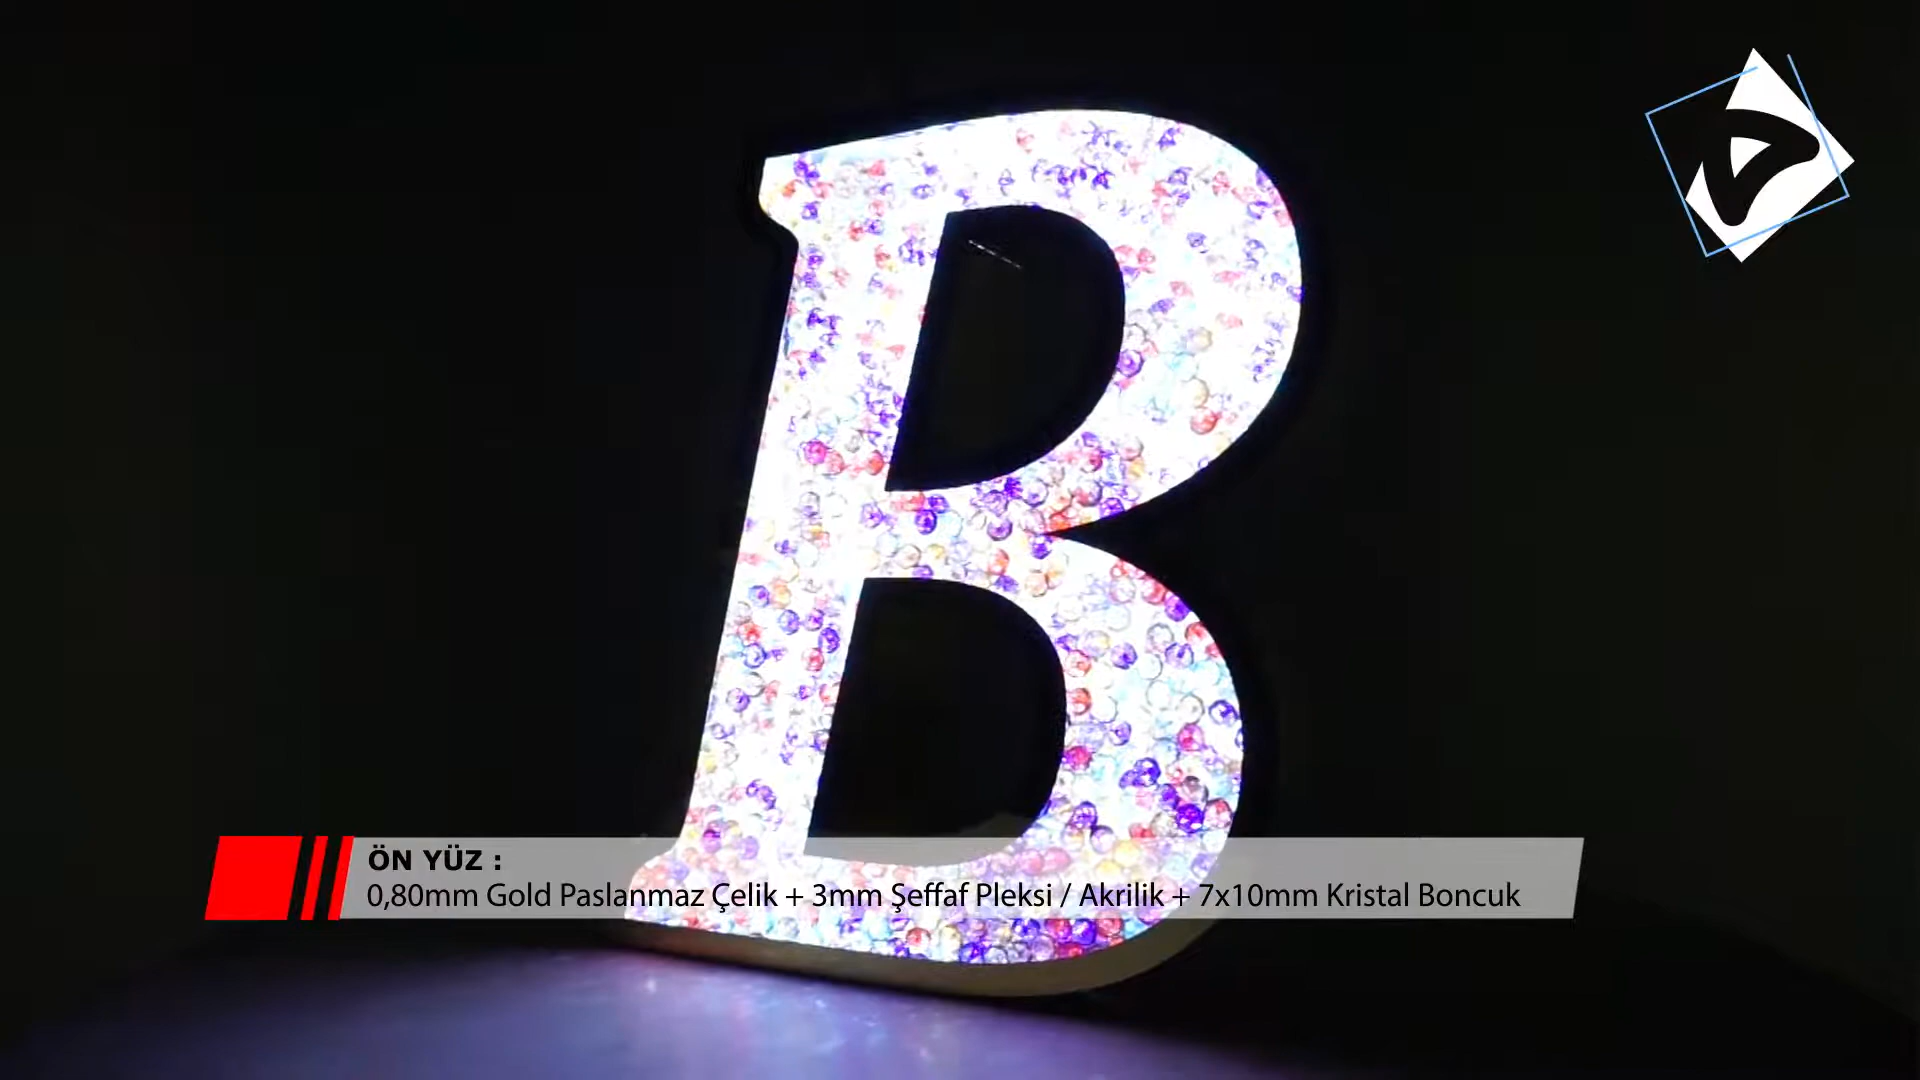 B
ÖN YÜZ :
0,80mm Gold Paslanmaz Çelik + 3mm Şeffaf Pleksi / Akrilik + 7x10mm Kristal Boncuk